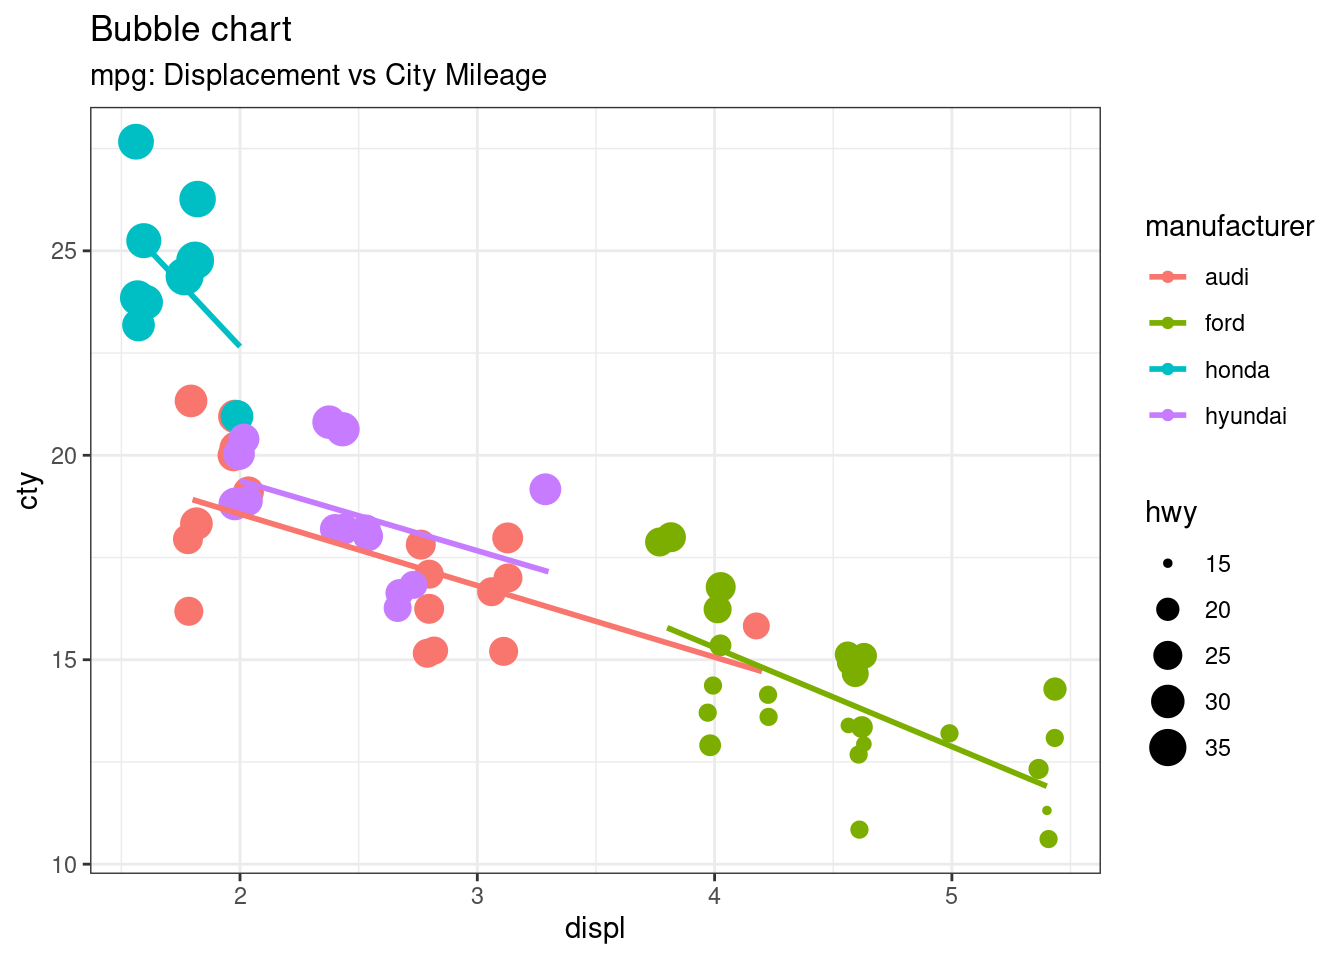 Bubble chart
mpg: Displacement vs City Mileage
25
20
15
10
cty
2 3 4 5
displ
manufacturer
audi
ford
honda
hyundai
hwy
15
20
25
30
35